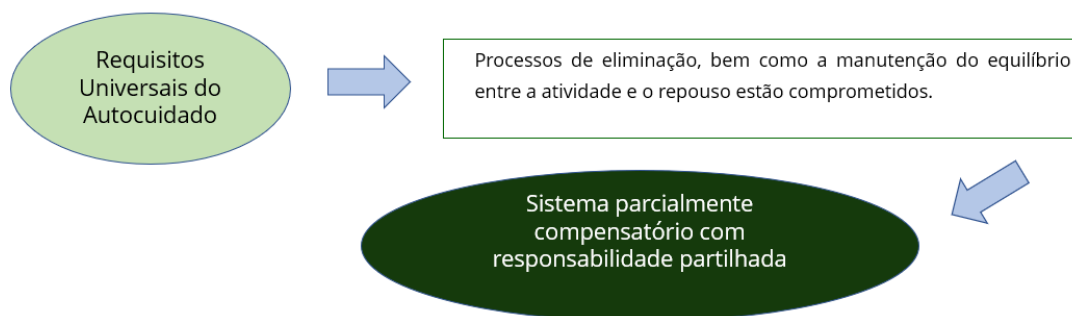 Requisitos
Universais do
Autocuidado
Processos de eliminação, bem como a manutenção do equilíbrio
entre a atividade e o repouso estão comprometidos.
Sistema parcialmente
compensatório com
responsabilidade partilhada